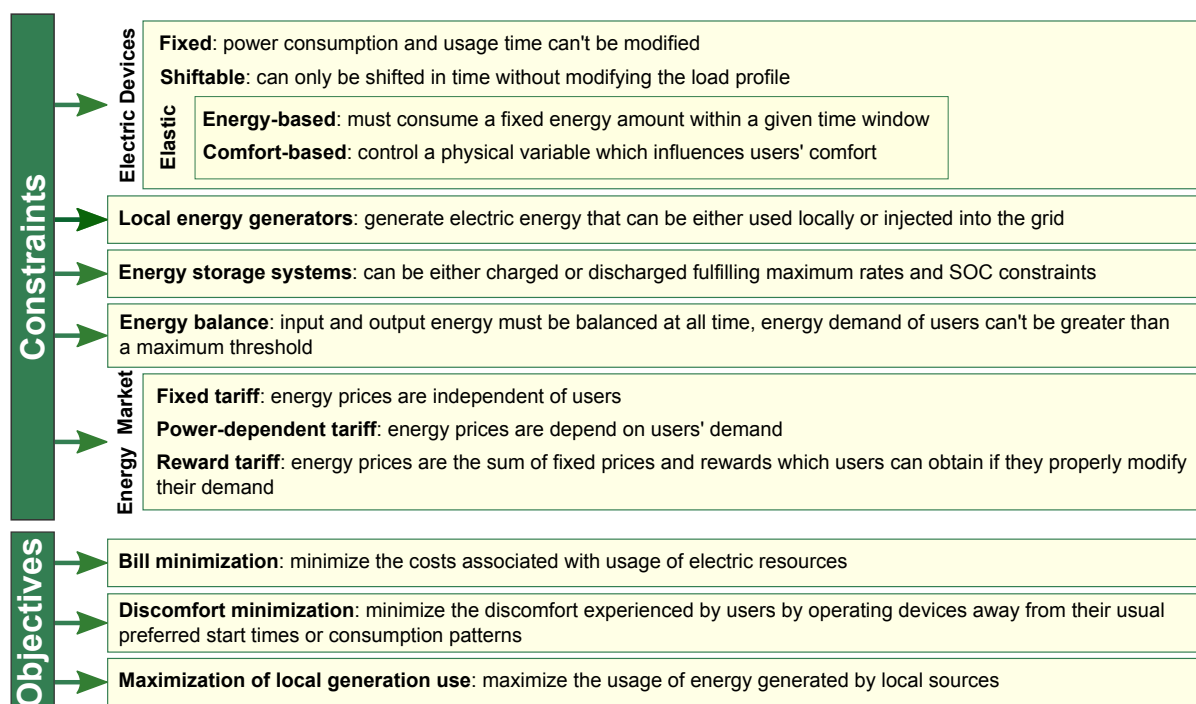 Constraints
Electric Devices
Fixed: power consumption and usage time can't be modified
Shiftable: can only be shifted in time without modifying the load profile
Elastic
Energy-based: must consume a fixed energy amount within a given time window
Comfort-based: control a physical variable which influences users' comfort
Local energy generators: generate electric energy that can be either used locally or injected into the grid
Energy storage systems: can be either charged or discharged fulfilling maximum rates and SOC constraints
Energy balance: input and output energy must be balanced at all time, energy demand of users can't be greater than
a maximum threshold
Energy Market
Fixed tariff: energy prices are independent of users
Power-dependent tariff: energy prices are depend on users' demand
Reward tariff: energy prices are the sum of fixed prices and rewards which users can obtain if they properly modify
their demand
Objectives
Bill minimization: minimize the costs associated with usage of electric resources
Discomfort minimization: minimize the discomfort experienced by users by operating devices away from their usual
preferred start times or consumption patterns
Maximization of local generation use: maximize the usage of energy generated by local sources